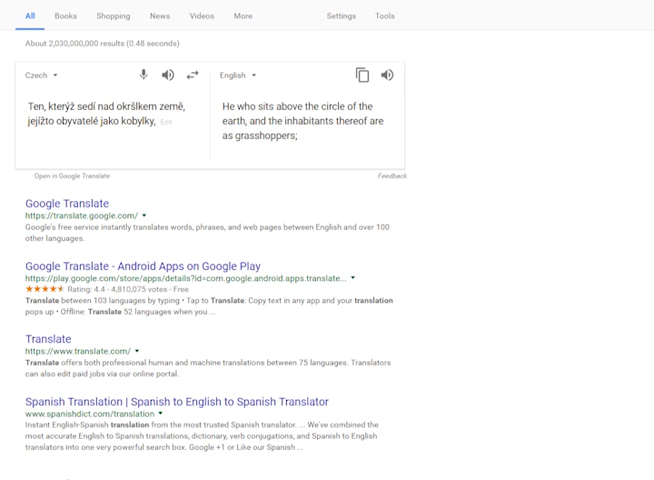 All Books Shopping News Videos More Settings Tools
About 2,030,000,000 results (0.48 seconds)
Czech
English
Ten, kterýž sedí nad okršlkem země,
jejížto obyvatelé jako kobylky, Edit
He who sits above the circle of the
earth, and the inhabitants thereof are
as grasshoppers;
Open in Google Translate
Feedback
Google Translate
https://translate.google.com/
Google's free service instantly translates words, phrases, and web pages between English and over 100
other languages.
Google Translate - Android Apps on Google Play
https://play.google.com/store/apps/details?id=com.google.android.apps.translate...
Rating: 4.4 - 4,810,075 votes - Free
Translate between 103 languages by typing • Tap to Translate: Copy text in any app and your translation
pops up • Offline: Translate 52 languages when you ...
Translate
https://www.translate.com/
Translate offers both professional human and machine translations between 75 languages. Translators
can also edit paid jobs via our online portal.
Spanish Translation | Spanish to English to Spanish Translator
www.spanishdict.com/translation
Instant English-Spanish translation from the most trusted Spanish translator. ... We've combined the
most accurate English to Spanish translations, dictionary, verb conjugations, and Spanish to English
translators into one very powerful search box. Google +1 or Like our Spanish ...